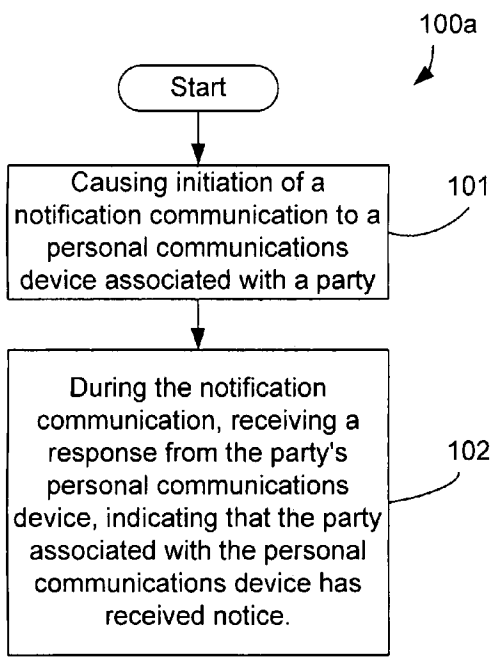 100a
Start
Causing initiation of a
notification communication to a
personal communications
device associated with a party
101
During the notification
communication, receiving a
response from the party's
personal communications
device, indicating that the party
associated with the personal
communications device has
received notice.
102